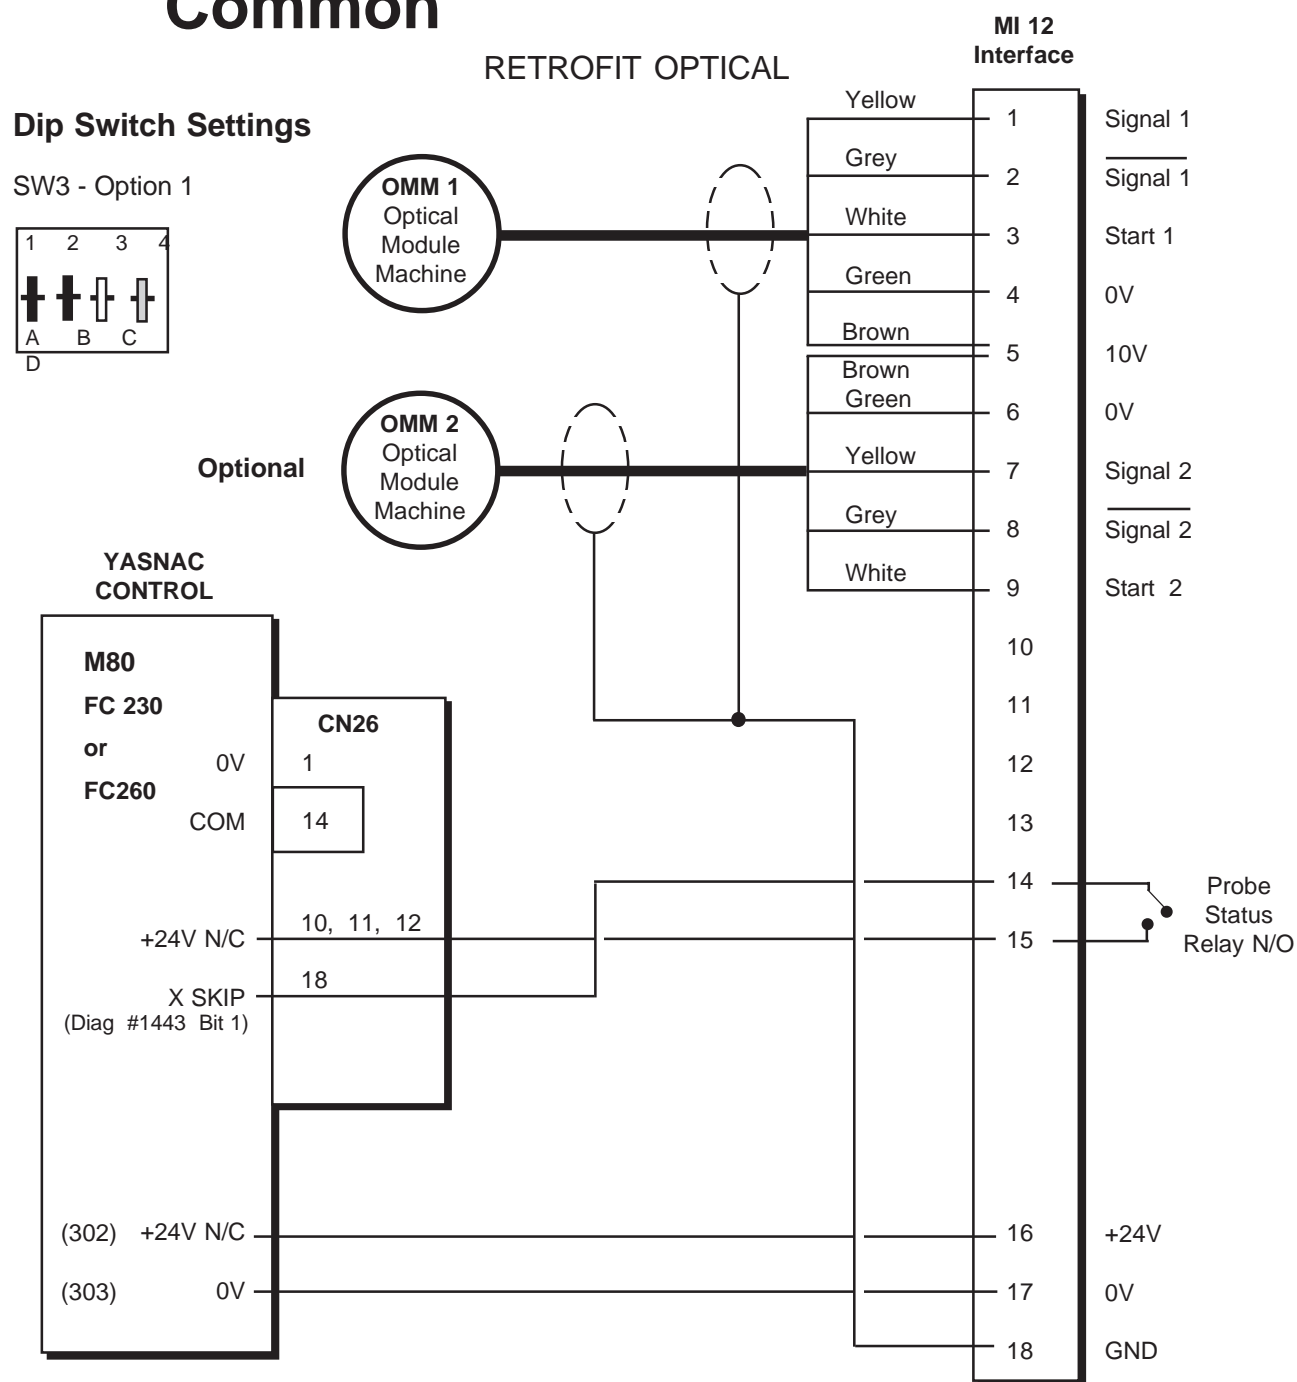 Common
RETROFIT OPTICAL
MI 12
Interface
Dip Switch Settings
SW3 - Option 1
1 2 3 4
A B C
D
OMM 1
Optical
Module
Machine
Yellow 1 Signal 1
Grey 2 Signal 1
White 3 Start 1
Green 4 0V
Brown
5 10V
Brown
Green 6 0V
Optional
OMM 2
Optical
Module
Machine
Yellow 7 Signal 2
Grey 8 Signal 2
White 9 Start 2
10
11
12
13
14
15
Probe
Status
Relay N/O
16 +24V
17 0V
18 GND
YASNAC
CONTROL
M80
FC 230
or
FC260
CN26
0V 1
COM 14
+24V N/C 10, 11, 12
X SKIP 18
(Diag #1443 Bit 1)
(302) +24V N/C
(303) 0V